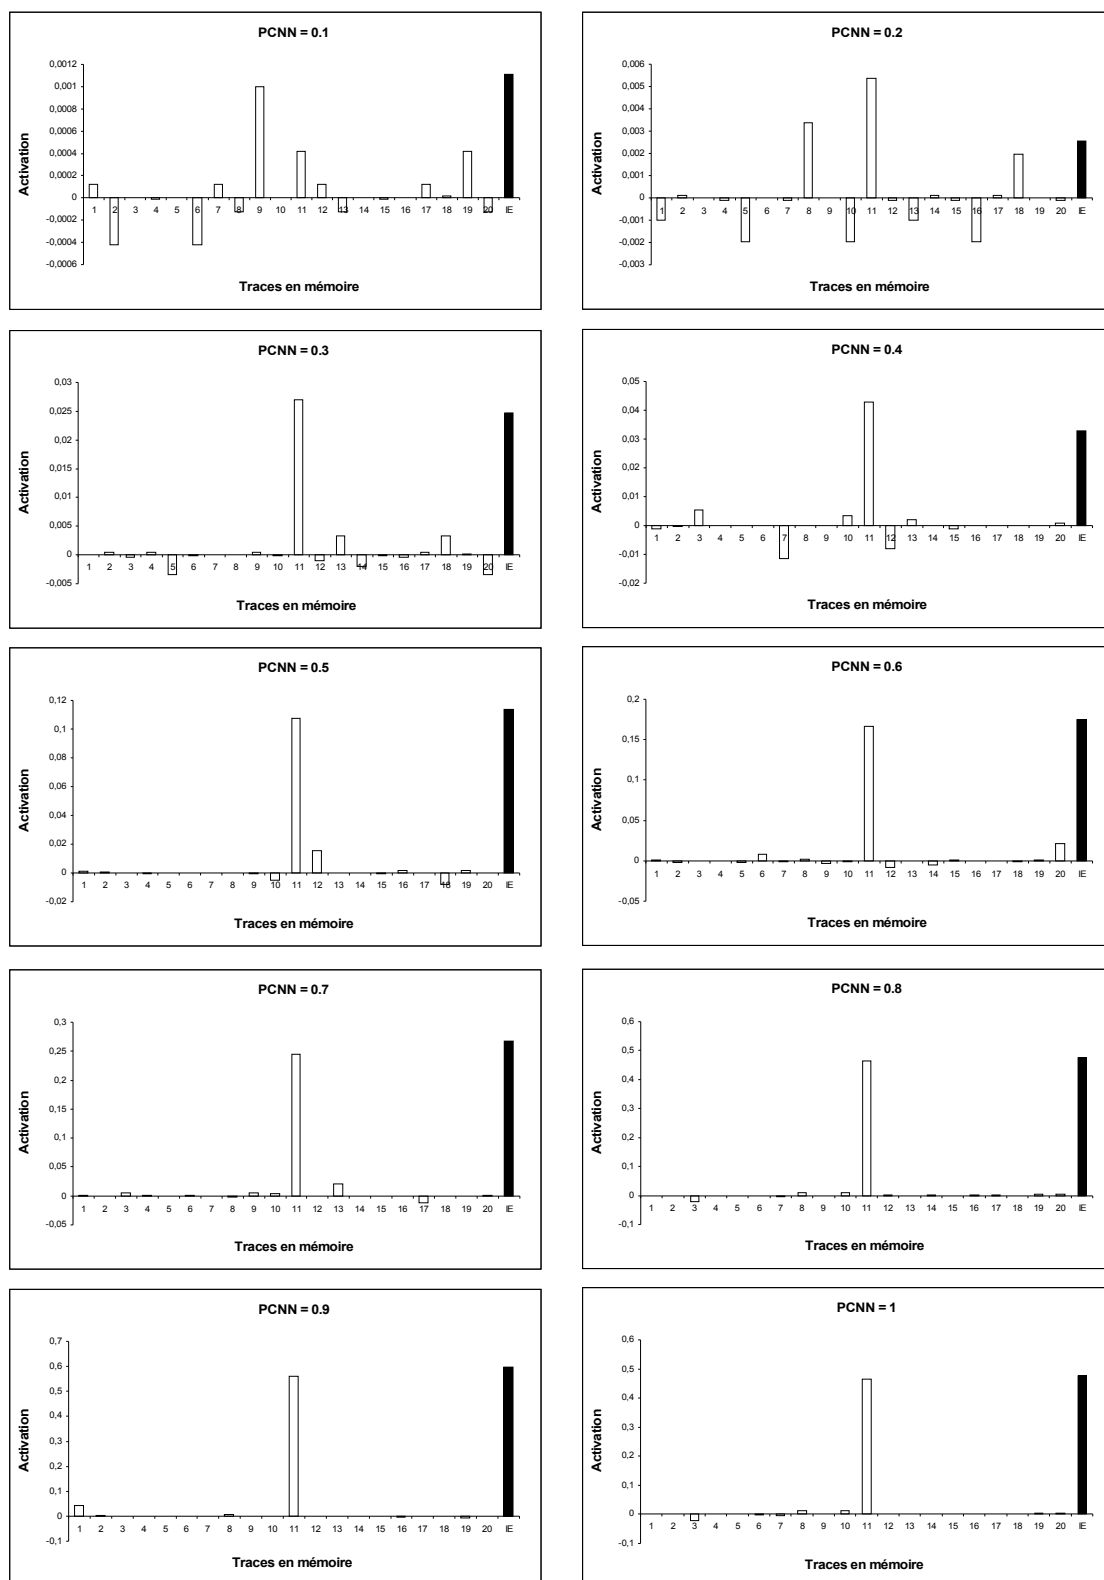 PCNN = 0.1
0,0012
0,001
0,0008
0,0006
0,0004
0,0002
0
-0,0002
-0,0004
-0,0006
Activation
1 2 3 4 5 6 7 8 9 10 11 12 13 14 15 16 17 18 19 20 IE
Traces en mémoire
PCNN = 0.2
0,006
0,005
0,004
0,003
0,002
0,001
0
-0,001
-0,002
-0,003
Activation
1 2 3 4 5 6 7 8 9 10 11 12 13 14 15 16 17 18 19 20 IE
Traces en mémoire
PCNN = 0.3
0,03
0,025
0,02
0,015
0,01
0,005
0
-0,005
Activation
1 2 3 4 5 6 7 8 9 10 11 12 13 14 15 16 17 18 19 20 IE
Traces en mémoire
PCNN = 0.4
0,05
0,04
0,03
0,02
0,01
0
-0,01
-0,02
Activation
1 2 3 4 5 6 7 8 9 10 11 12 13 14 15 16 17 18 19 20 IE
Traces en mémoire
PCNN = 0.5
0,12
0,1
0,08
0,06
0,04
0,02
0
-0,02
Activation
1 2 3 4 5 6 7 8 9 10 11 12 13 14 15 16 17 18 19 20 IE
Traces en mémoire
PCNN = 0.6
0,2
0,15
0,1
0,05
0
-0,05
Activation
1 2 3 4 5 6 7 8 9 10 11 12 13 14 15 16 17 18 19 20 IE
Traces en mémoire
PCNN = 0.7
0,3
0,25
0,2
0,15
0,1
0,05
0
-0,05
Activation
1 2 3 4 5 6 7 8 9 10 11 12 13 14 15 16 17 18 19 20 IE
Traces en mémoire
PCNN = 0.8
0,6
0,5
0,4
0,3
0,2
0,1
0
-0,1
Activation
1 2 3 4 5 6 7 8 9 10 11 12 13 14 15 16 17 18 19 20 IE
Traces en mémoire
PCNN = 0.9
0,7
0,6
0,5
0,4
0,3
0,2
0,1
0
-0,1
Activation
1 2 3 4 5 6 7 8 9 10 11 12 13 14 15 16 17 18 19 20 IE
Traces en mémoire
PCNN = 1
0,6
0,5
0,4
0,3
0,2
0,1
0
-0,1
Activation
1 2 3 4 5 6 7 8 9 10 11 12 13 14 15 16 17 18 19 20 IE
Traces en mémoire